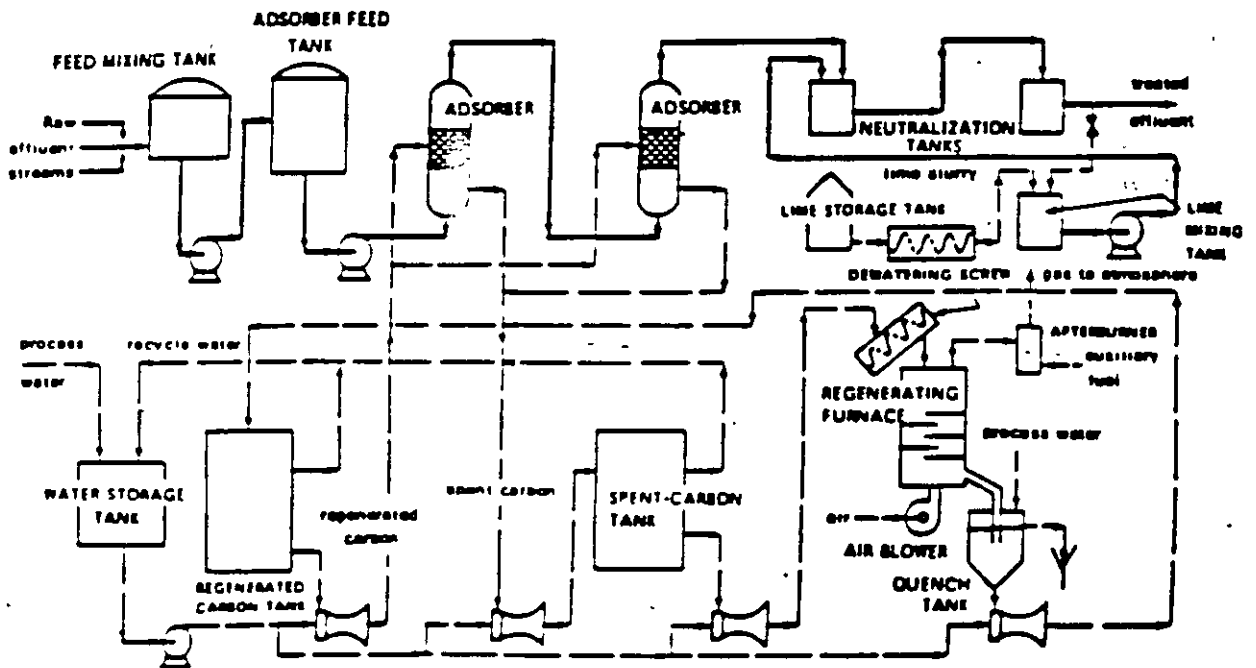 ADSORBER FEED
TANK
FEED MIXING TANK
ADSORBER
ADSORBER
Raw
effluent
streams
treated
effluent
NEUTRALIZATION
TANKS
lime slurry
LIME STORAGE TANK
LIME
MIXING
TANK
DEWATERING SCREW
gas to atmosphere
process
water
recycle water
AFTERBURNER
auxiliary
fuel
REGENERATING
FURNACE
process water
WATER STORAGE
TANK
regenerated
carbon
spent carbon
SPENT-CARBON
TANK
air
AIR BLOWER
QUENCH
TANK
REGENERATED
CARBON TANK